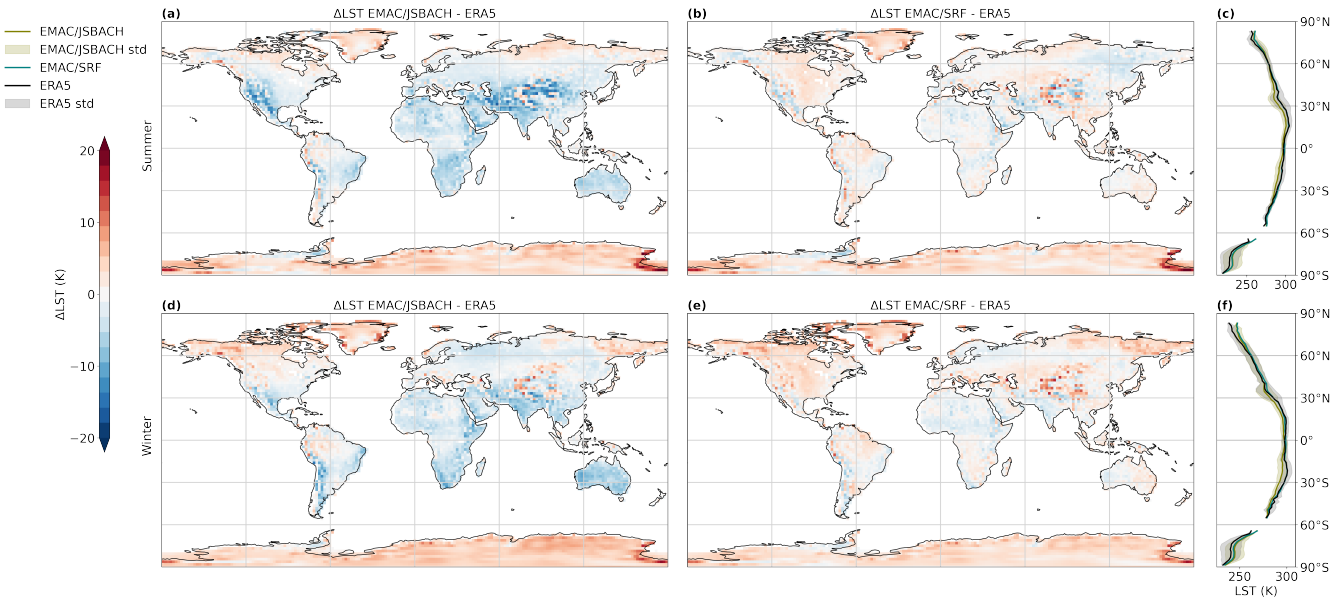 (a) ΔLST EMAC/JSBACH - ERA5
(b) ΔLST EMAC/SRF - ERA5
(c)
EMAC/JSBACH
EMAC/JSBACH std
EMAC/SRF
ERA5
ERA5 std
20
10
0
−10
−20
ΔLST (K)
Summer
90°N
60°N
30°N
0°
30°S
60°S
90°S
250 300
(d) ΔLST EMAC/JSBACH - ERA5
(e) ΔLST EMAC/SRF - ERA5
(f)
Winter
90°N
60°N
30°N
0°
30°S
60°S
90°S
250 300
LST (K)